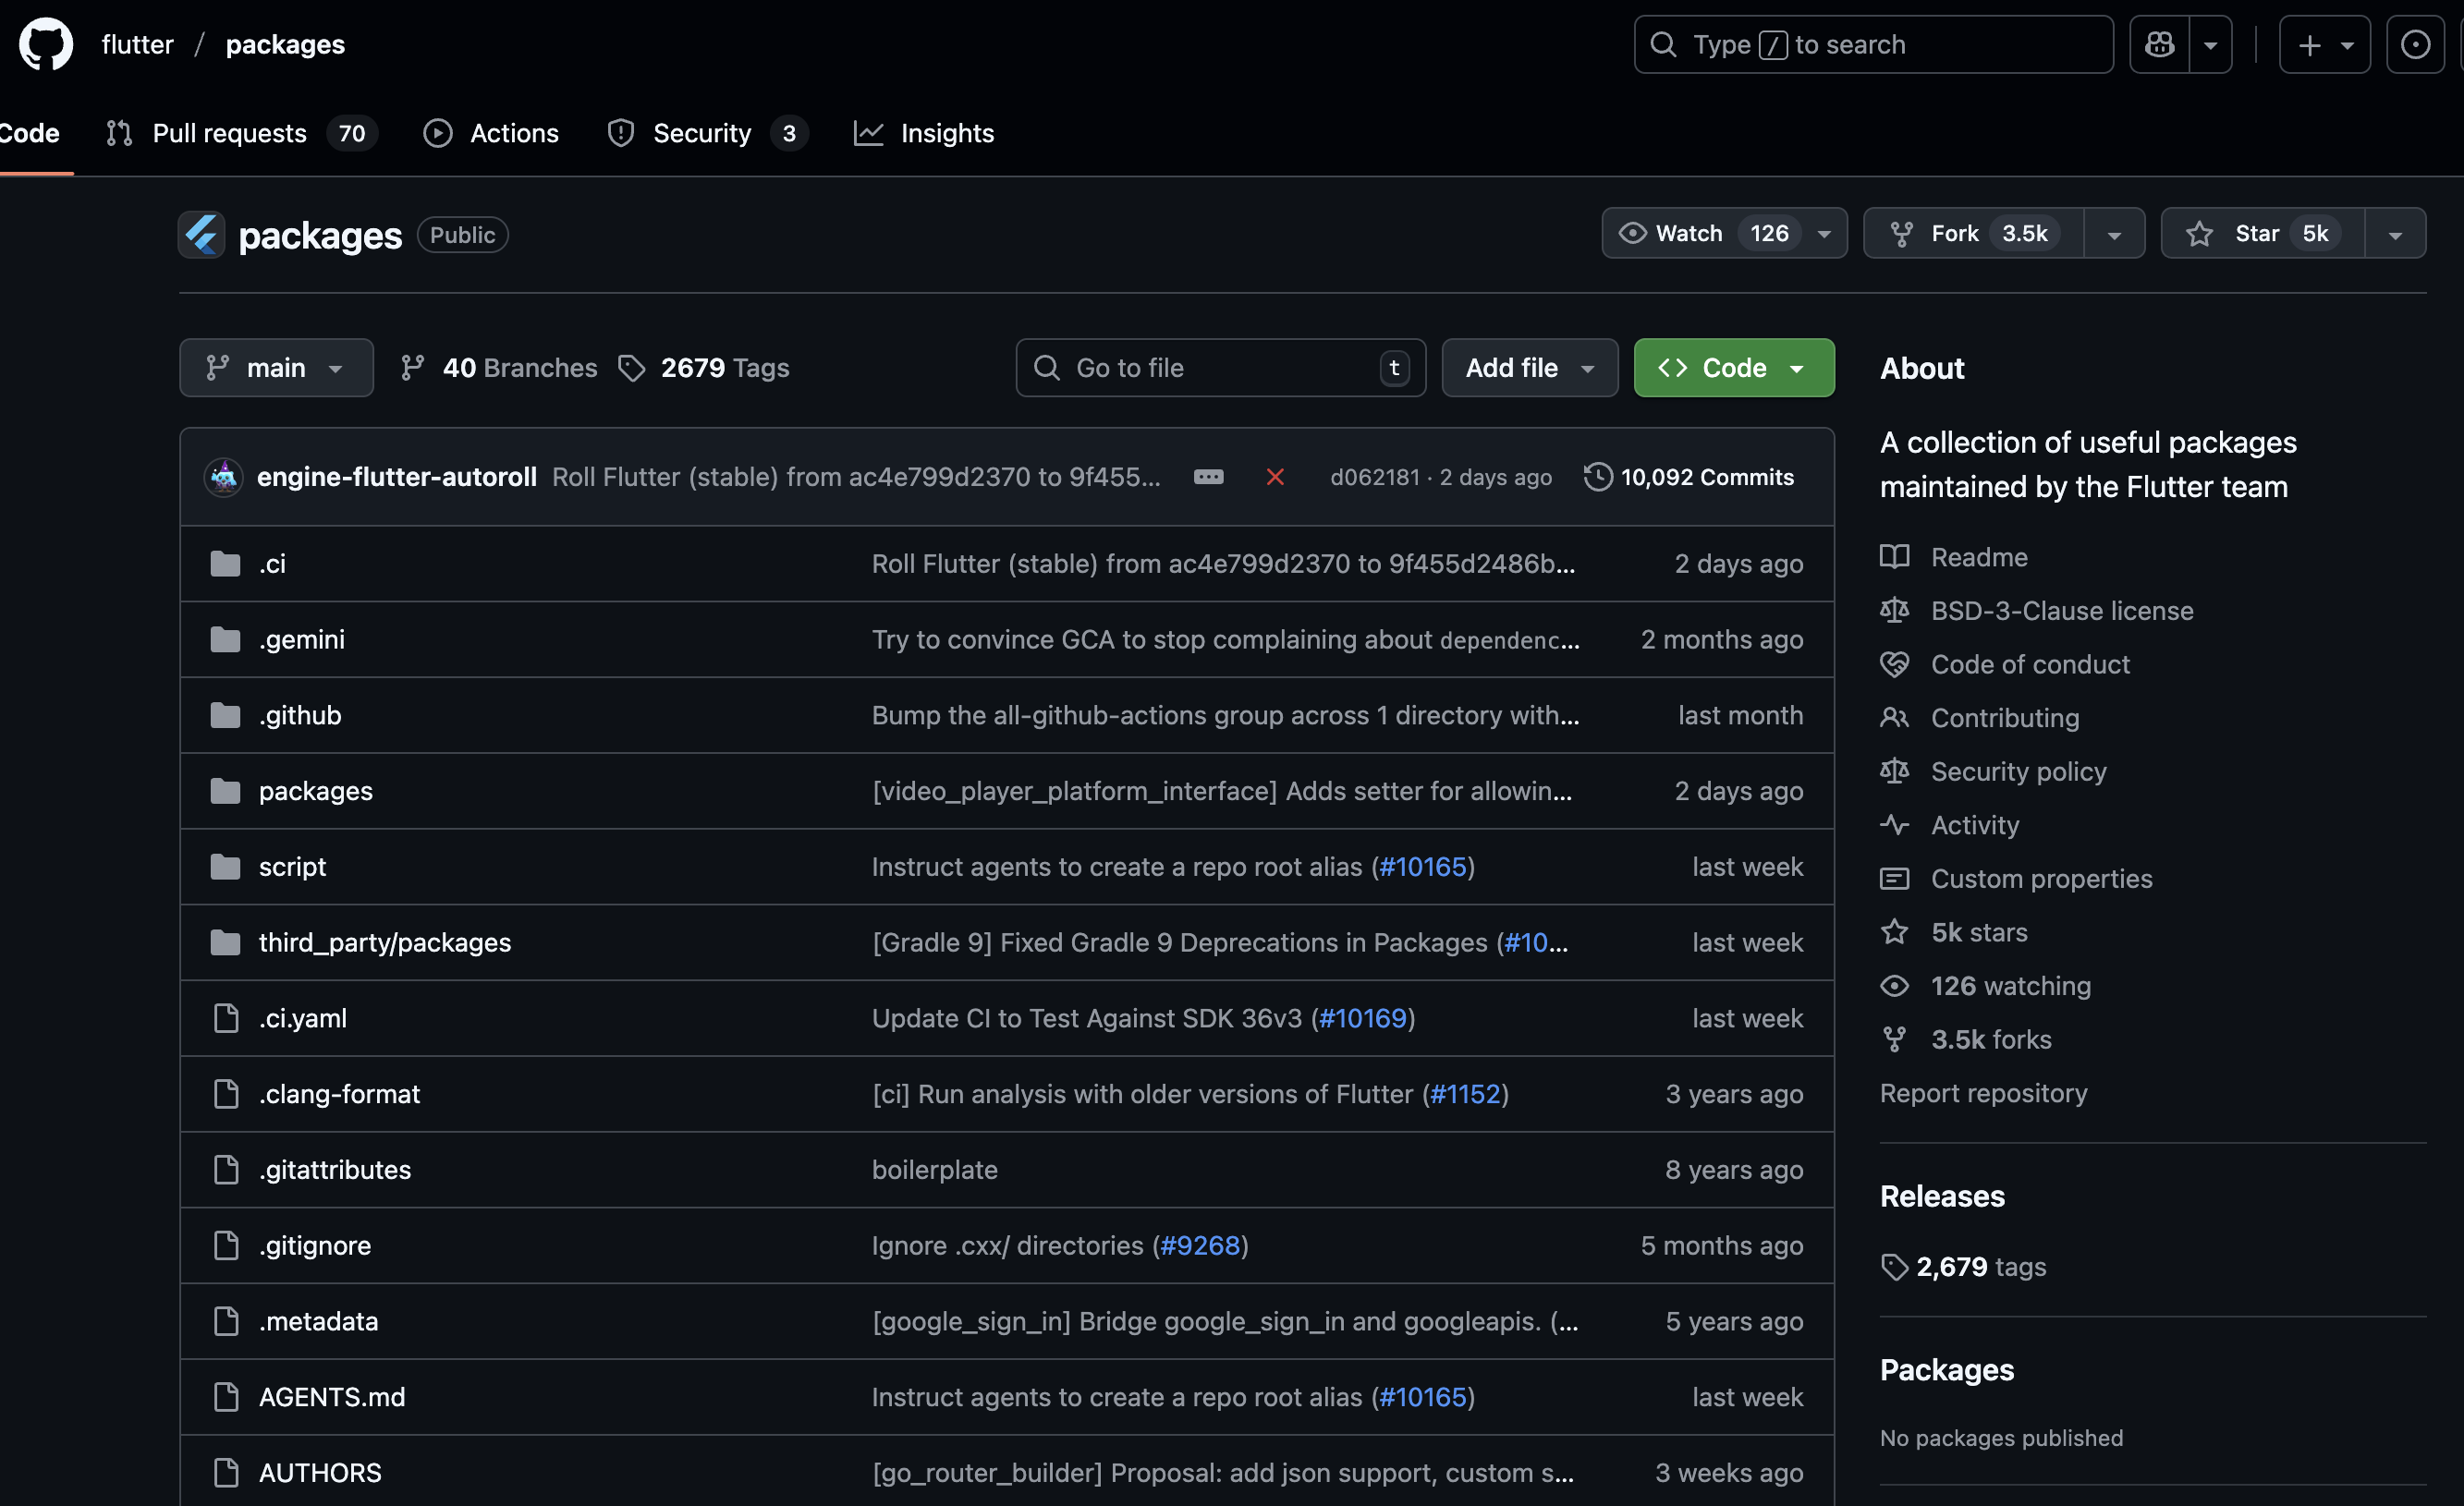 flutter / packages
Type / to search
Code
Pull requests 70
Actions
Security 3
Insights
packages Public
Watch 126
Fork 3.5k
Star 5k
main
40 Branches
2679 Tags
Go to file t
Add file
Code
engine-flutter-autoroll Roll Flutter (stable) from ac4e799d2370 to 9f455... d062181 · 2 days ago 10,092 Commits
.ci Roll Flutter (stable) from ac4e799d2370 to 9f455d2486b... 2 days ago
.gemini Try to convince GCA to stop complaining about dependenc... 2 months ago
.github Bump the all-github-actions group across 1 directory with... last month
packages [video_player_platform_interface] Adds setter for allowin... 2 days ago
script Instruct agents to create a repo root alias (#10165) last week
third_party/packages [Gradle 9] Fixed Gradle 9 Deprecations in Packages (#10... last week
.ci.yaml Update CI to Test Against SDK 36v3 (#10169) last week
.clang-format [ci] Run analysis with older versions of Flutter (#1152) 3 years ago
.gitattributes boilerplate 8 years ago
.gitignore Ignore .cxx/ directories (#9268) 5 months ago
.metadata [google_sign_in] Bridge google_sign_in and googleapis. (... 5 years ago
AGENTS.md Instruct agents to create a repo root alias (#10165) last week
AUTHORS [go_router_builder] Proposal: add json support, custom s... 3 weeks ago
About
A collection of useful packages
maintained by the Flutter team
Readme
BSD-3-Clause license
Code of conduct
Contributing
Security policy
Activity
Custom properties
5k stars
126 watching
3.5k forks
Report repository
Releases
2,679 tags
Packages
No packages published